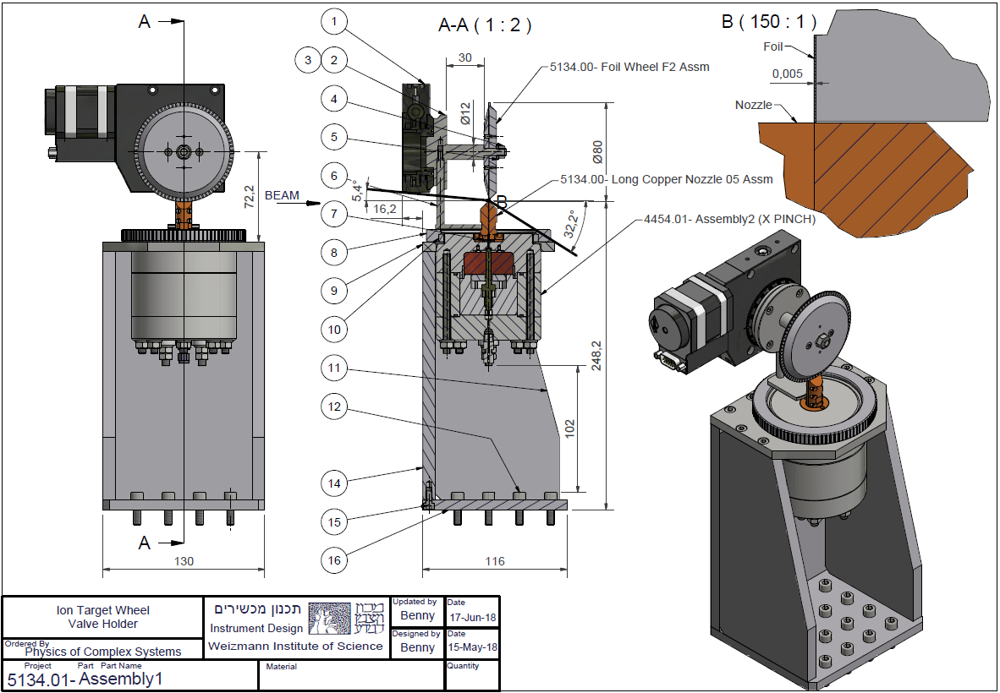 A
A
130
72,2
BEAM
A-A ( 1 : 2 )
1
3
2
4
5
6
7
8
9
10
11
12
14
15
16
30
Ø12
5134.00- Foil Wheel F2 Assm
Ø80
5134.00- Long Copper Nozzle 05 Assm
B
5,4°
16,2
32,2°
4454.01- Assembly2 (X PINCH)
248,2
102
116
B ( 150 : 1 )
Foil
0,005
Nozzle
Ion Target Wheel
Valve Holder
Ordered By
Physics of Complex Systems
תכנון מכשירים
Instrument Design
מכון
ויצמן
למדע
Weizmann Institute of Science
Updated by
Benny
Date
17-Jun-18
Designed by
Benny
Date
15-May-18
Project Part Part Name
5134.01- Assembly1
Material
Quantity